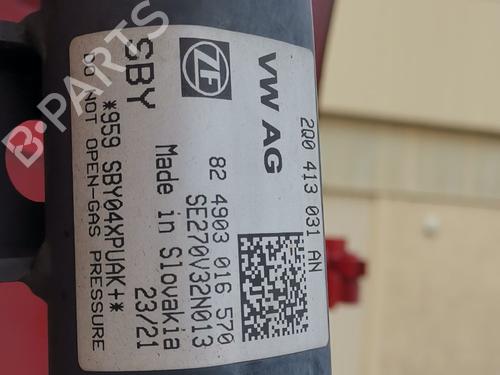 VW AG
2Q0 413 031 AN
ZF
82 4903 016 570
SE270V32N013
SBY
Made in Slovakia
23/21
*959 SBY04XPUAK+*
DO NOT OPEN-GAS PRESSURE
B-PARTS